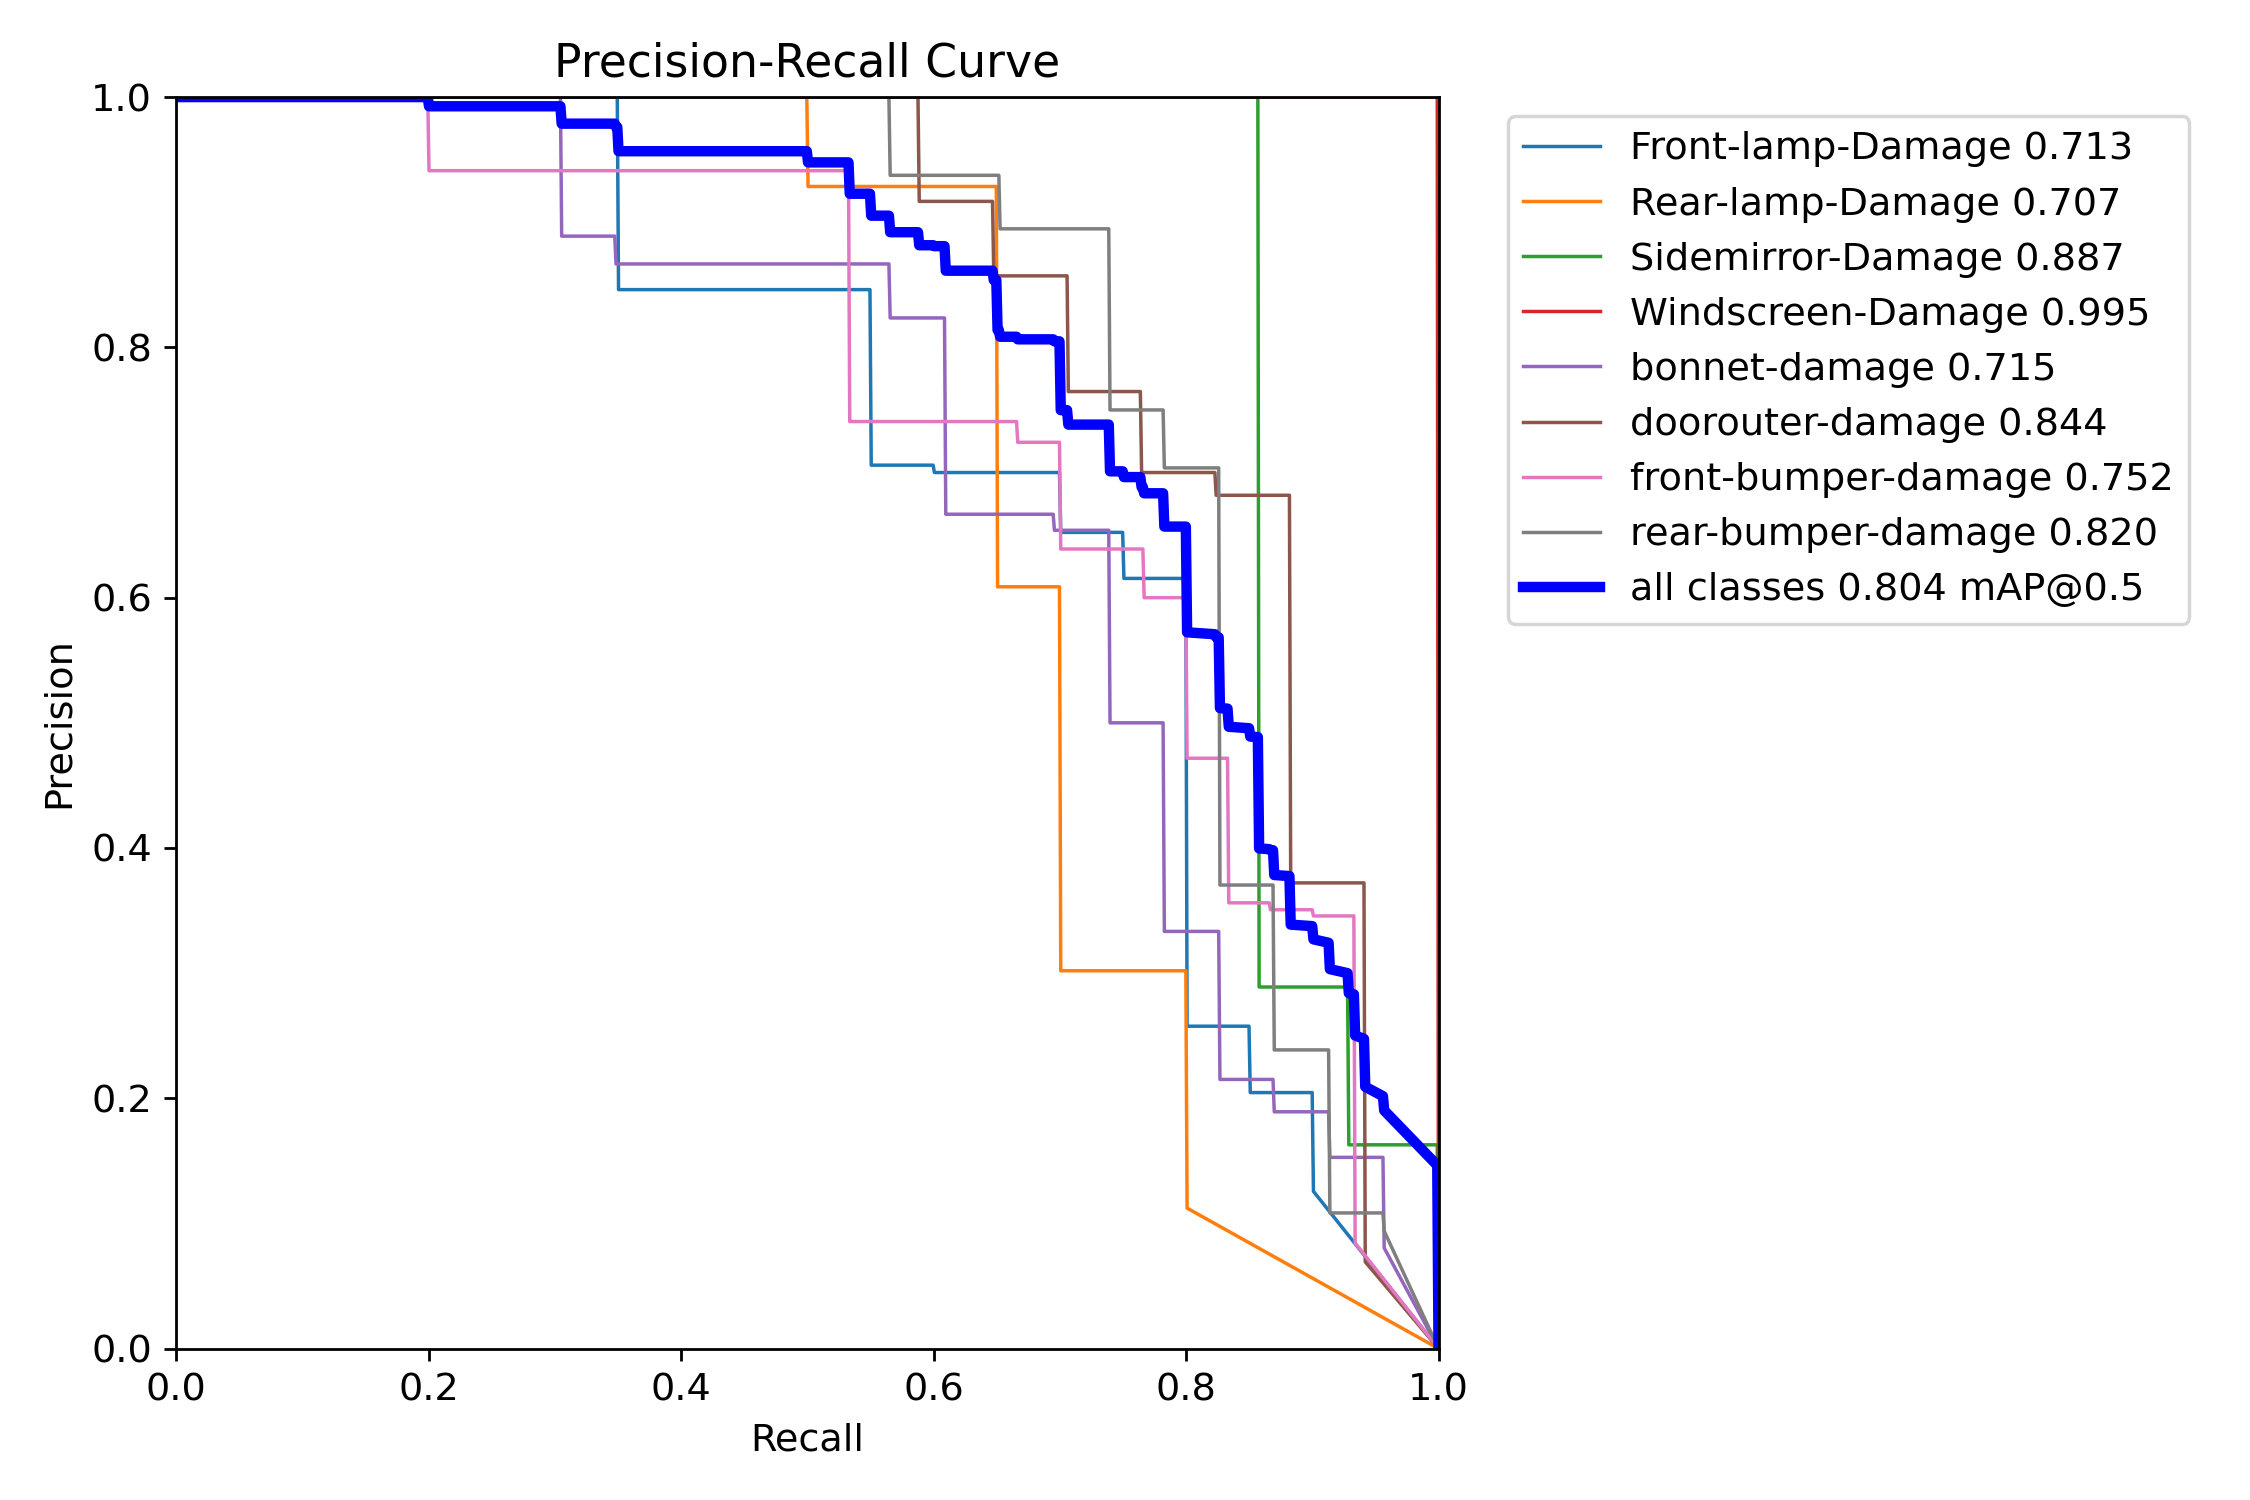 Precision-Recall Curve
1.0
0.8
0.6
0.4
0.2
0.0
Precision
0.0 0.2 0.4 0.6 0.8 1.0
Recall
Front-lamp-Damage 0.713
Rear-lamp-Damage 0.707
Sidemirror-Damage 0.887
Windscreen-Damage 0.995
bonnet-damage 0.715
doorouter-damage 0.844
front-bumper-damage 0.752
rear-bumper-damage 0.820
all classes 0.804 mAP@0.5